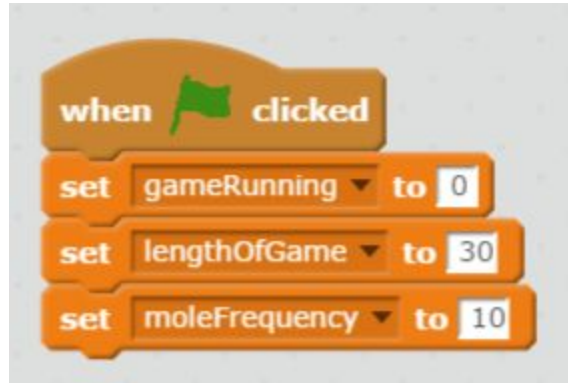 when clicked
set gameRunning to 0
set lengthOfGame to 30
set moleFrequency to 10